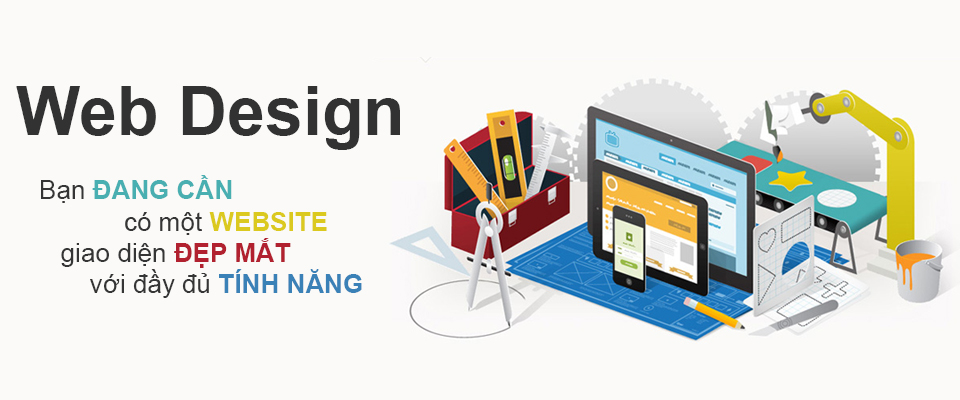 Web Design
Bạn ĐANG CẦN
có một WEBSITE
giao diện ĐẸP MẮT
với đầy đủ TÍNH NĂNG